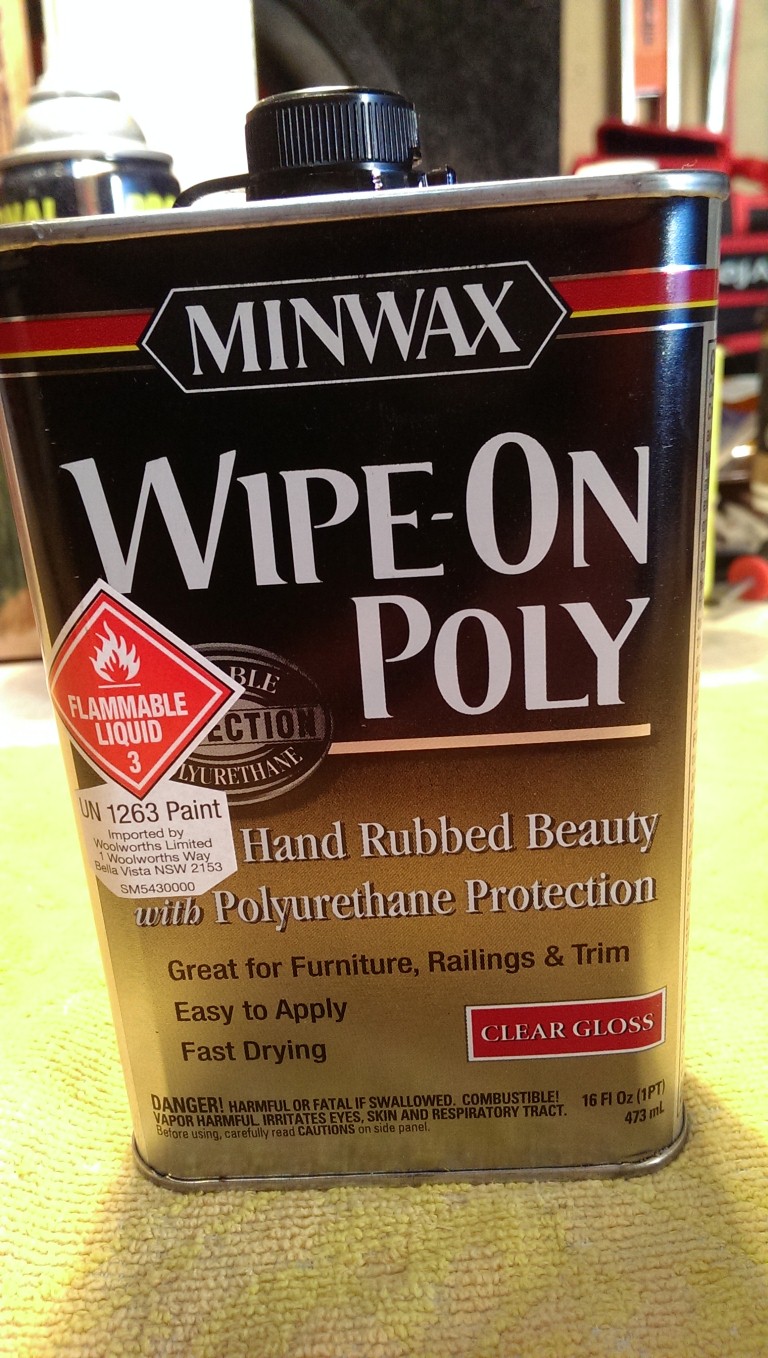 MINWAX
WIPE-ON
POLY
FLAMMABLE
LIQUID
3
UN 1263 Paint
Imported by
Woolworths Limited
1 Woolworths Way
Bella Vista NSW 2153
SM5430000
Hand Rubbed Beauty
with Polyurethane Protection
Great for Furniture, Railings & Trim
Easy to Apply
Fast Drying
CLEAR GLOSS
DANGER! HARMFUL OR FATAL IF SWALLOWED. COMBUSTIBLE!
VAPOR HARMFUL. IRRITATES EYES, SKIN AND RESPIRATORY TRACT.
Before using, carefully read CAUTIONS on side panel.
16 Fl Oz (1PT)
473 mL